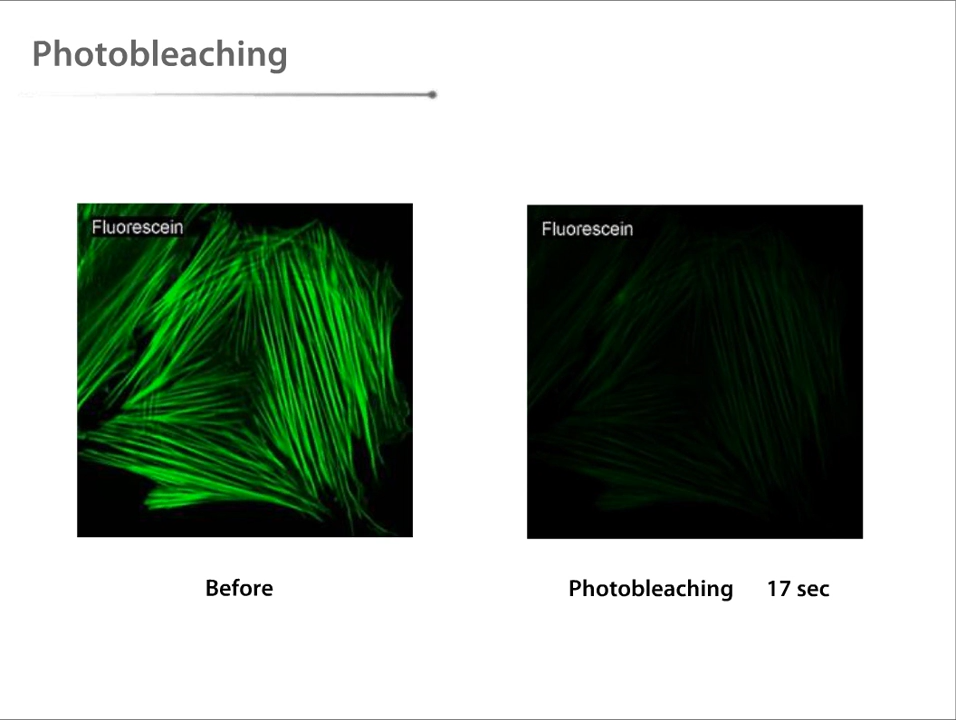 Photobleaching
Fluorescein
Fluorescein
Before
Photobleaching 17 sec